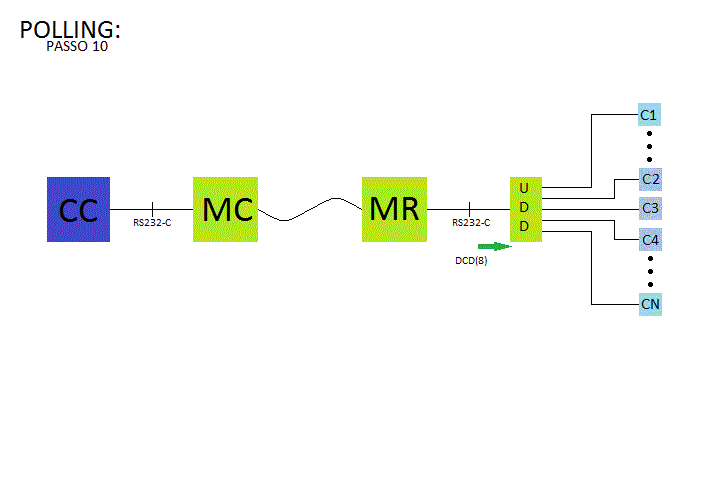 POLLING:
PASSO 10
CC
RS232-C
MC
MR
RS232-C
U
D
D
DCD(8)
C1
C2
C3
C4
CN